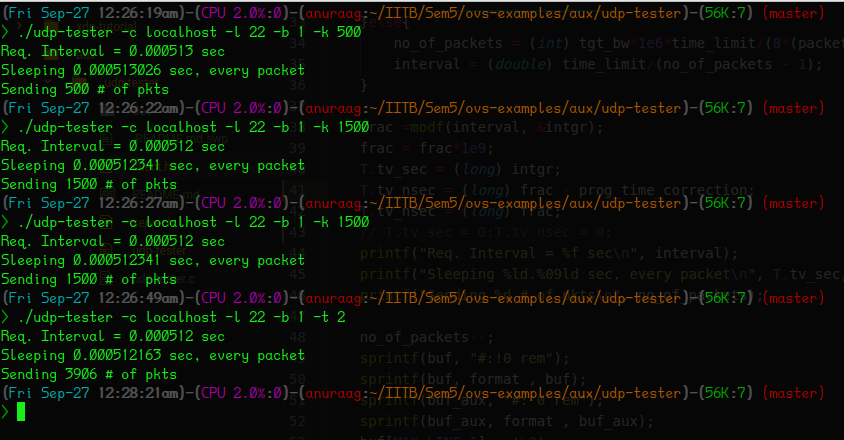 (Fri Sep-27 12:26:19am)-(CPU 2.0%:0)-(anuraag:~/IITB/Sem5/ovs-examples/aux/udp-tester)-(56K:7) (master)
> ./udp-tester -c localhost -l 22 -b 1 -k 500
Req. Interval = 0.000513 sec
Sleeping 0.000513026 sec, every packet
Sending 500 # of pkts
(Fri Sep-27 12:26:22am)-(CPU 2.0%:0)-(anuraag:~/IITB/Sem5/ovs-examples/aux/udp-tester)-(56K:7) (master)
> ./udp-tester -c localhost -l 22 -b 1 -k 1500
Req. Interval = 0.000512 sec
Sleeping 0.000512341 sec, every packet
Sending 1500 # of pkts
(Fri Sep-27 12:26:27am)-(CPU 2.0%:0)-(anuraag:~/IITB/Sem5/ovs-examples/aux/udp-tester)-(56K:7) (master)
> ./udp-tester -c localhost -l 22 -b 1 -k 1500
Req. Interval = 0.000512 sec
Sleeping 0.000512341 sec, every packet
Sending 1500 # of pkts
(Fri Sep-27 12:26:49am)-(CPU 2.0%:0)-(anuraag:~/IITB/Sem5/ovs-examples/aux/udp-tester)-(56K:7) (master)
> ./udp-tester -c localhost -l 22 -b 1 -t 2
Req. Interval = 0.000512 sec
Sleeping 0.000512163 sec, every packet
Sending 3906 # of pkts
(Fri Sep-27 12:28:21am)-(CPU 2.0%:0)-(anuraag:~/IITB/Sem5/ovs-examples/aux/udp-tester)-(56K:7) (master)
>
else{
no_of_packets = (int) tgt_bw*1e6*time_limit/(8*(packet
interval = (double) time_limit/(no_of_packets - 1);
}
frac =modf(interval, &intgr);
frac = frac*1e9;
T.tv_sec = (long) intgr;
T.tv_nsec = (long) frac - prog_time_correction;
(long) frac;
T.tv_sec = 0;T.tv_nsec = 0;
printf("Req. Interval = %f sec\n", interval);
printf("Sleeping %ld.%09ld sec, every packet\n", T.tv_sec,
no_of_packets--;
sprintf(buf, "#:!0 rem");
sprintf(buf, format , buf);
sprintf(buf_aux, format , buf_aux);